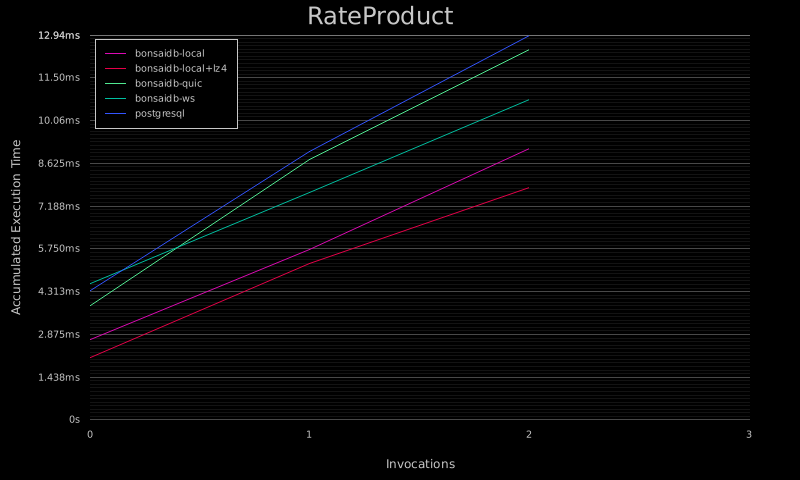 RateProduct
12.94ms
bonsaidb-local
bonsaidb-local+lz4
bonsaidb-quic
bonsaidb-ws
postgresql
11.50ms
10.06ms
8.625ms
7.188ms
5.750ms
4.313ms
2.875ms
1.438ms
0s
Accumulated Execution Time
0 1 2 3
Invocations